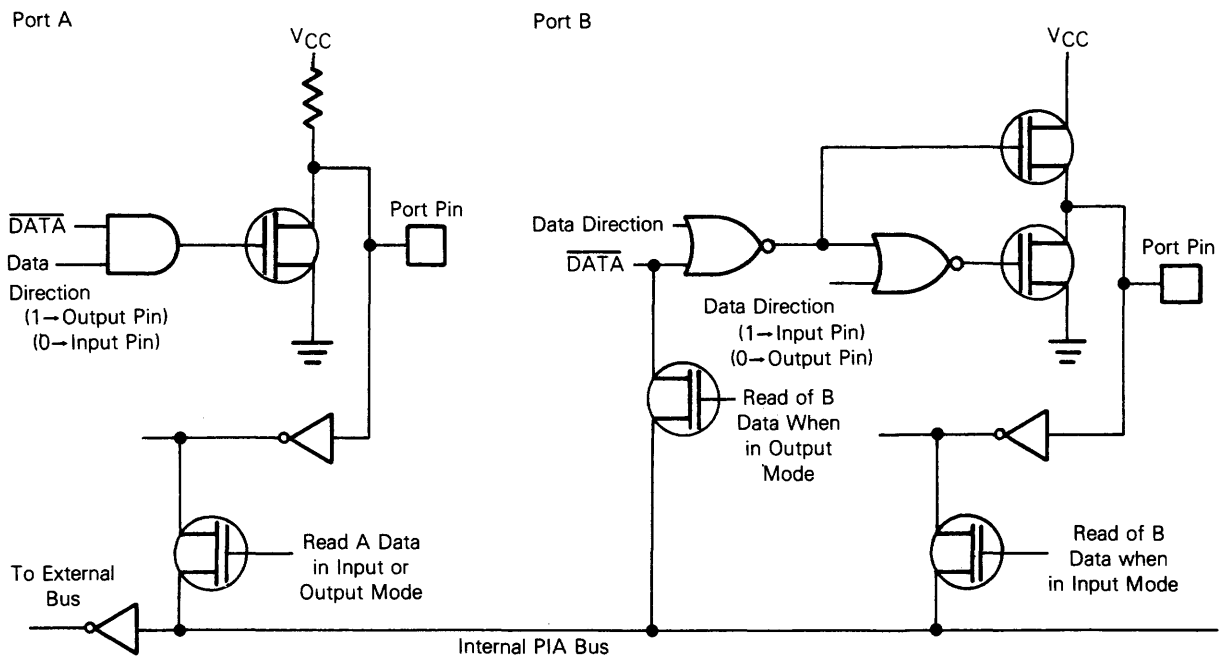 Port A
V_CC
DATA
Data
Direction
(1→Output Pin)
(0→Input Pin)
Port Pin
Read A Data
in Input or
Output Mode
To External
Bus
Internal PIA Bus
Port B
V_CC
Data Direction
DATA
Data Direction
(1→Input Pin)
(0→Output Pin)
Port Pin
Read of B
Data When
in Output
Mode
Read of B
Data when
in Input Mode